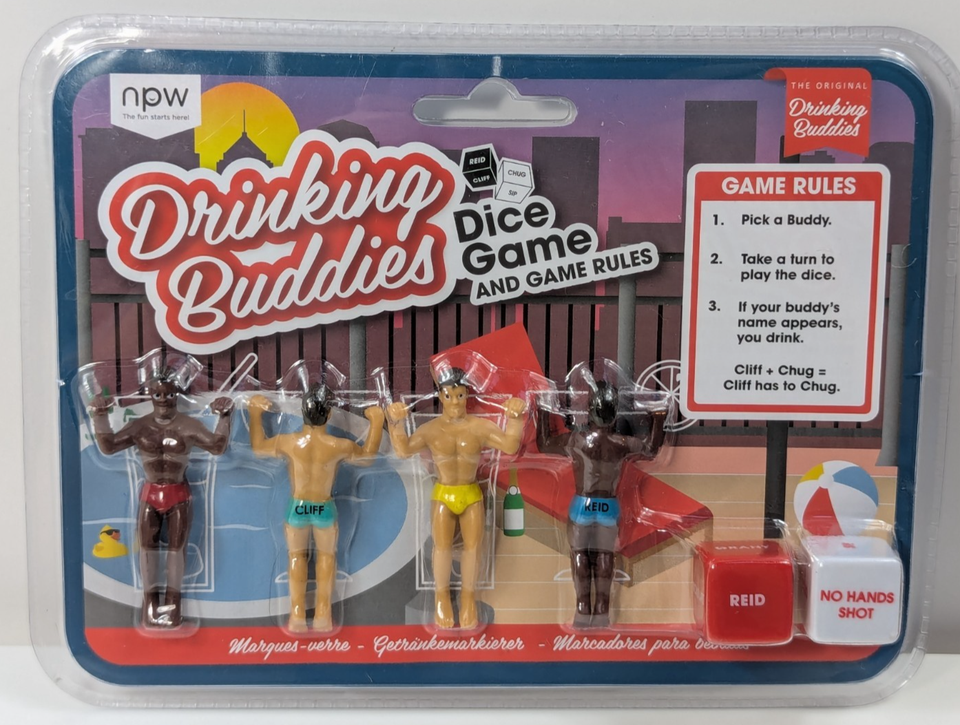 npw
The fun starts here!
THE ORIGINAL
Drinking
Buddies
Drinking
Buddies
REID
CLIFF
CHUG
SIP
Dice
Game
AND GAME RULES
GAME RULES
1. Pick a Buddy.
2. Take a turn to
play the dice.
3. If your buddy's
name appears,
you drink.
Cliff + Chug =
Cliff has to Chug.
CLIFF
REID
REID
NO HANDS
SHOT
Marques-verre - Getränkemarkierer - Marcadores para